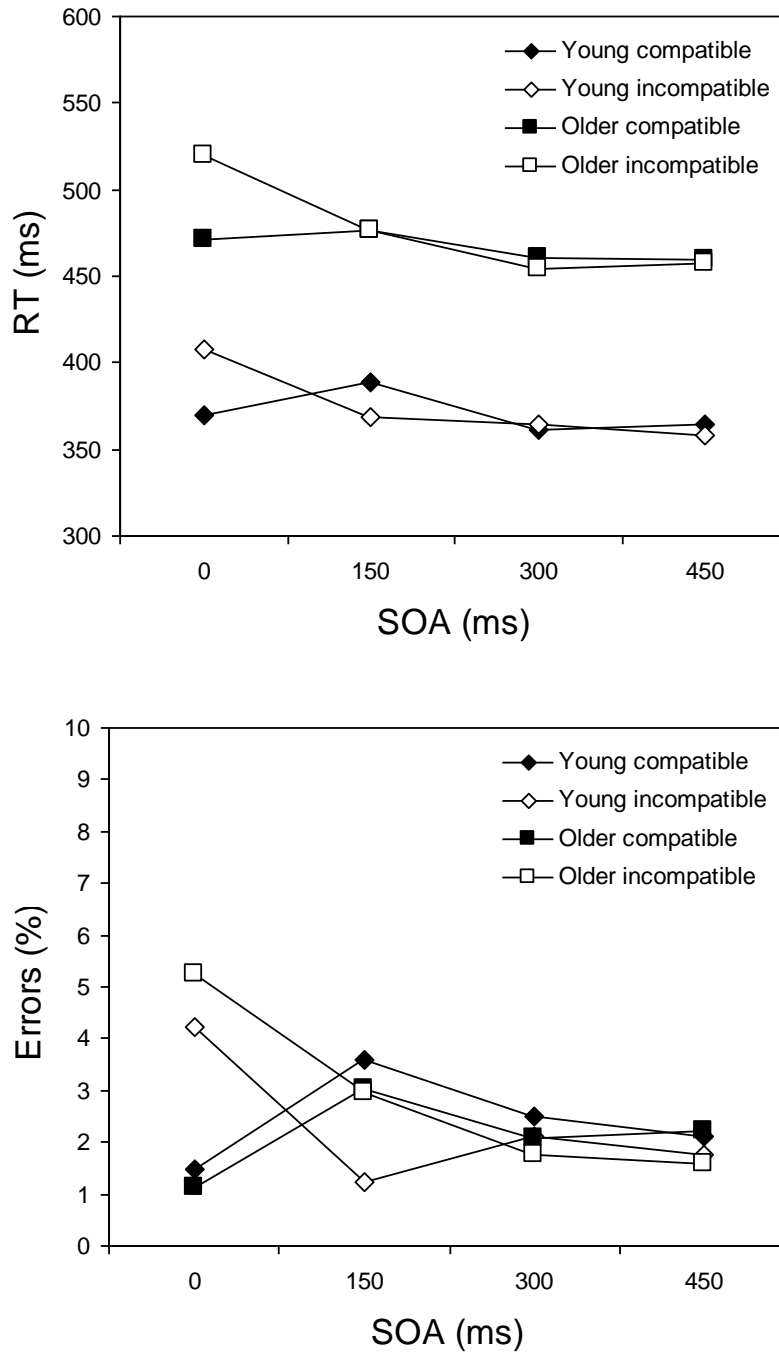 600
550
500
450
400
350
300
RT (ms)
Young compatible
Young incompatible
Older compatible
Older incompatible
0 150 300 450
SOA (ms)
10
9
8
7
6
5
4
3
2
1
0
Errors (%)
Young compatible
Young incompatible
Older compatible
Older incompatible
0 150 300 450
SOA (ms)